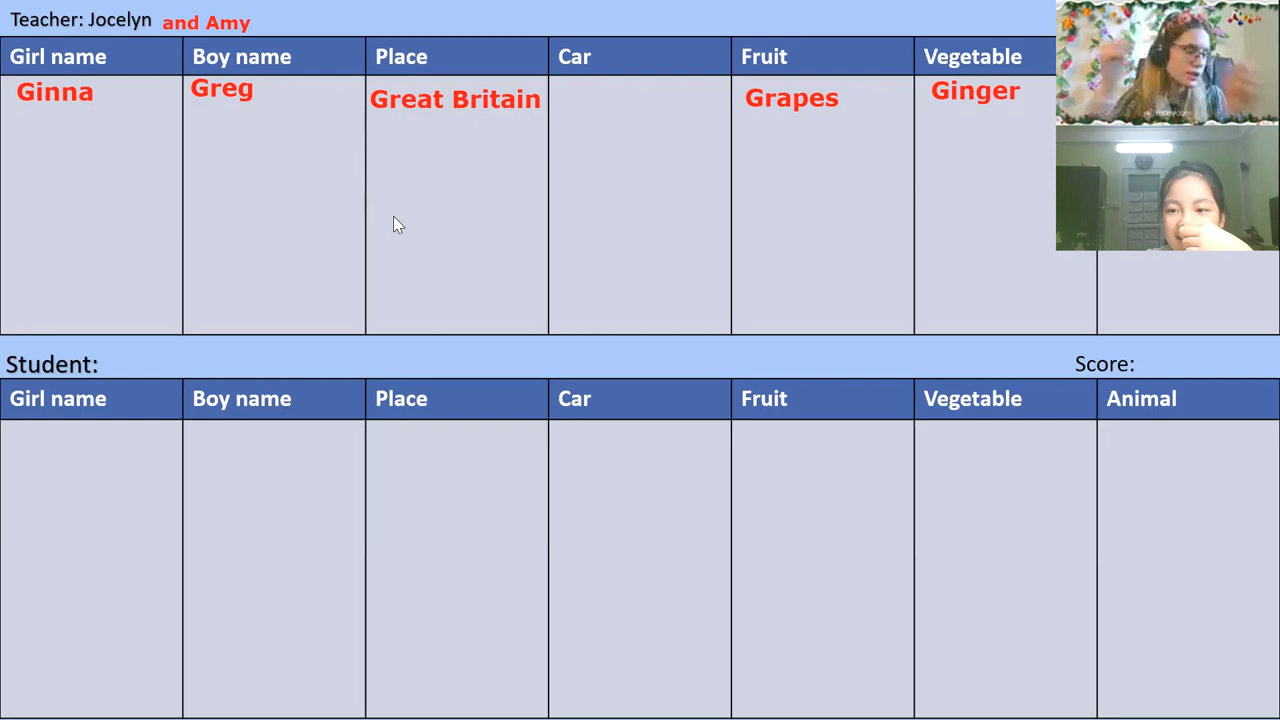 Teacher: Jocelyn and Amy
Girl name Boy name Place Car Fruit Vegetable
Ginna Greg Great Britain Grapes Ginger
Student: Score:
Girl name Boy name Place Car Fruit Vegetable Animal